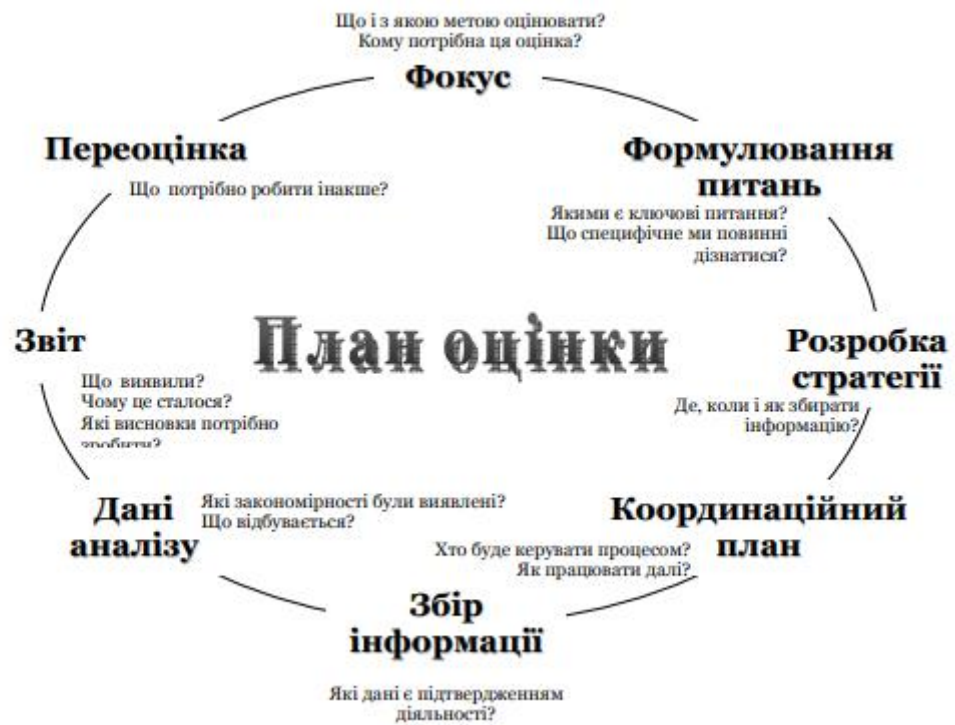 Що і з якою метою оцінювати?
Кому потрібна ця оцінка?
Фокус
Формулювання
питань
Якими є ключові питання?
Що специфічне ми повинні
дізнатися?
Розробка
стратегії
Де, коли і як збирати
інформацію?
Координаційний
план
Хто буде керувати процесом?
Як працювати далі?
Збір
інформації
Які дані є підтвердженням
діяльності?
Дані
аналізу
Які закономірності були виявлені?
Що відбувається?
Звіт
Що виявили?
Чому це сталося?
Які висновки потрібно
зробити?
Переоцінка
Що потрібно робити інакше?
План оцінки